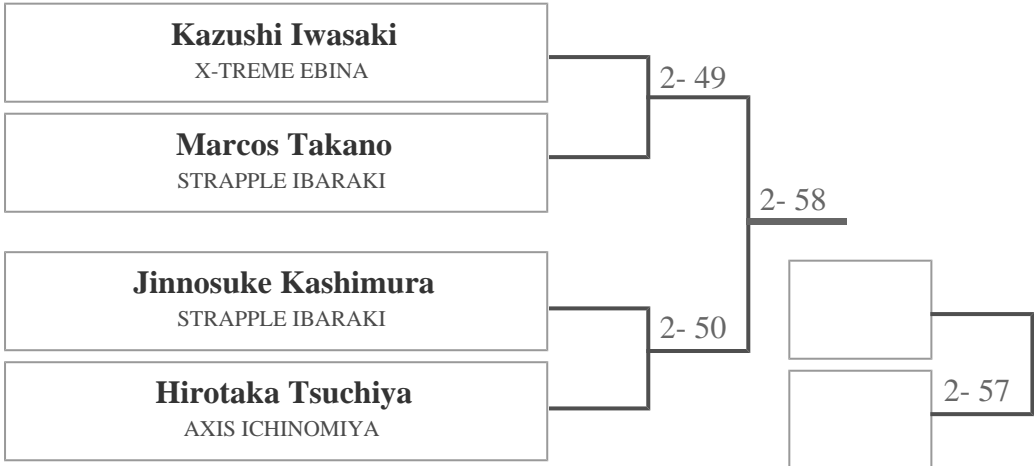 Kazushi Iwasaki
X-TREME EBINA
2- 49
Marcos Takano
STRAPPLE IBARAKI
2- 58
Jinnosuke Kashimura
STRAPPLE IBARAKI
2- 50
Hirotaka Tsuchiya
AXIS ICHINOMIYA
2- 57